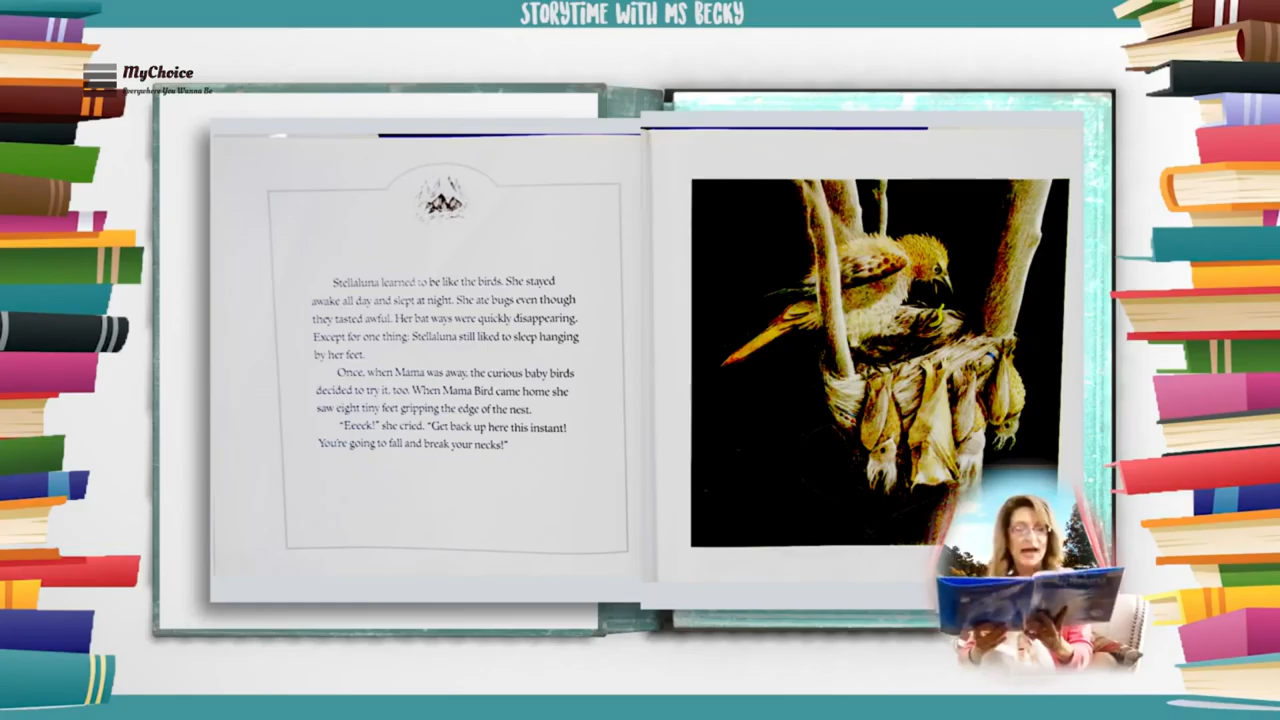 STORYTIME WITH MS BECKY
MyChoice
Everywhere You Wanna Be
Stellaluna learned to be like the birds. She stayed
awake all day and slept at night. She ate bugs even though
they tasted awful. Her bat ways were quickly disappearing.
Except for one thing: Stellaluna still liked to sleep hanging
by her feet.
Once, when Mama was away, the curious baby birds
decided to try it, too. When Mama Bird came home she
saw eight tiny feet gripping the edge of the nest.
"Eeeek!" she cried. "Get back up here this instant!
You're going to fall and break your necks!"